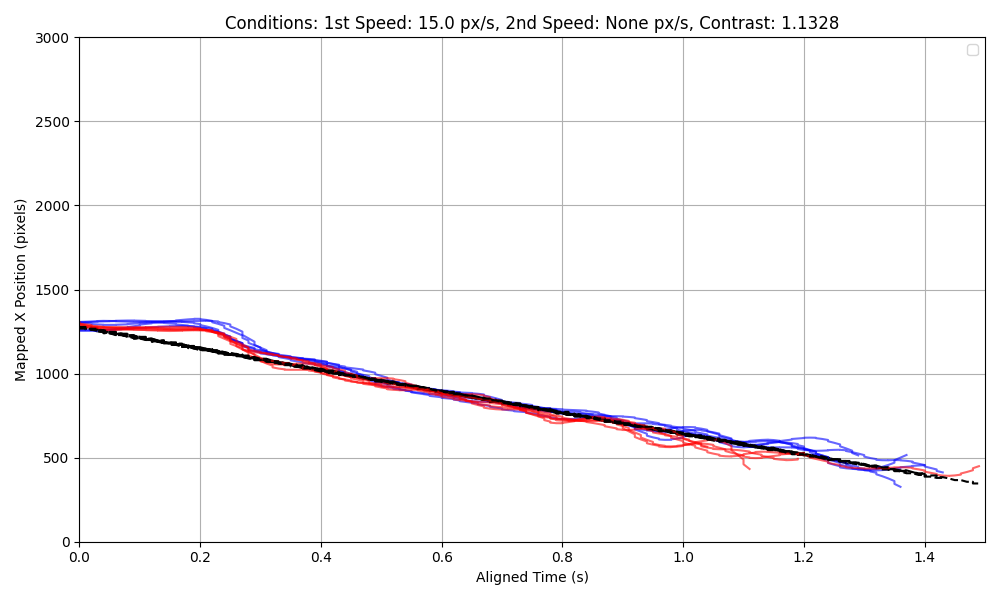 Conditions: 1st Speed: 15.0 px/s, 2nd Speed: None px/s, Contrast: 1.1328
Mapped X Position (pixels)
3000
2500
2000
1500
1000
500
0
0.0 0.2 0.4 0.6 0.8 1.0 1.2 1.4
Aligned Time (s)